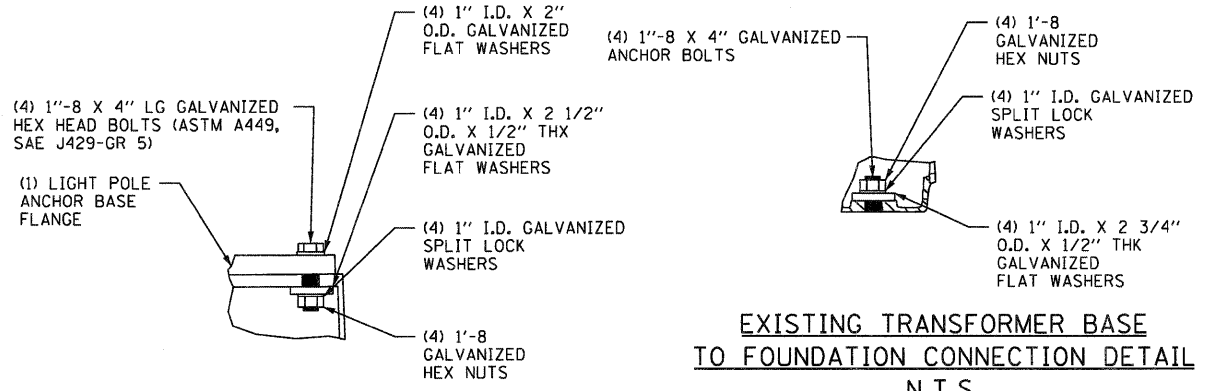 (4) 1" I.D. X 2"
O.D. GALVANIZED
FLAT WASHERS
(4) 1"-8 X 4" LG GALVANIZED
HEX HEAD BOLTS (ASTM A449,
SAE J429-GR 5)
(4) 1" I.D. X 2 1/2"
O.D. X 1/2" THX
GALVANIZED
FLAT WASHERS
(1) LIGHT POLE
ANCHOR BASE
FLANGE
(4) 1" I.D. GALVANIZED
SPLIT LOCK
WASHERS
(4) 1'-8
GALVANIZED
HEX NUTS
(4) 1"-8 X 4" GALVANIZED
ANCHOR BOLTS
(4) 1'-8
GALVANIZED
HEX NUTS
(4) 1" I.D. GALVANIZED
SPLIT LOCK
WASHERS
(4) 1" I.D. X 2 3/4"
O.D. X 1/2" THK
GALVANIZED
FLAT WASHERS
EXISTING TRANSFORMER BASE
TO FOUNDATION CONNECTION DETAIL
N.T.S.